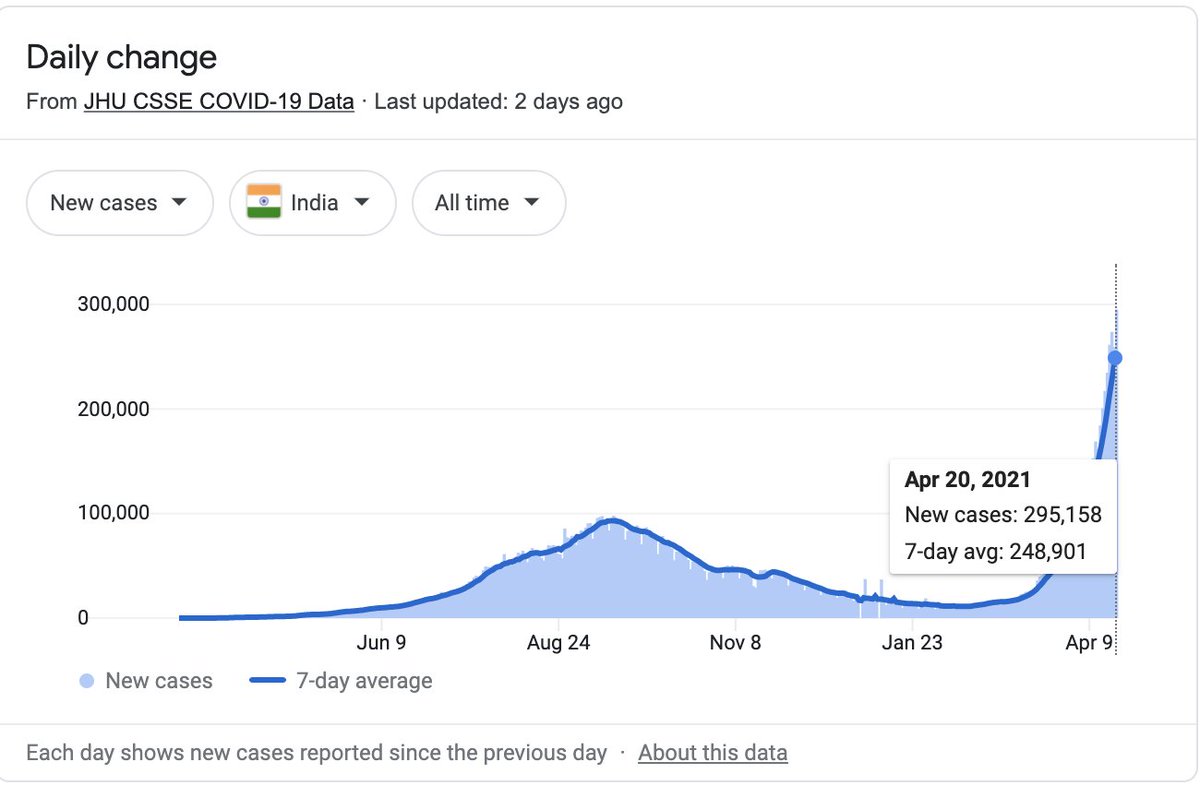 Daily change
From JHU CSSE COVID-19 Data · Last updated: 2 days ago
New cases
India
All time
300,000
200,000
100,000
0
Apr 20, 2021
New cases: 295,158
7-day avg: 248,901
Jun 9
Aug 24
Nov 8
Jan 23
Apr 9
New cases
7-day average
Each day shows new cases reported since the previous day · About this data